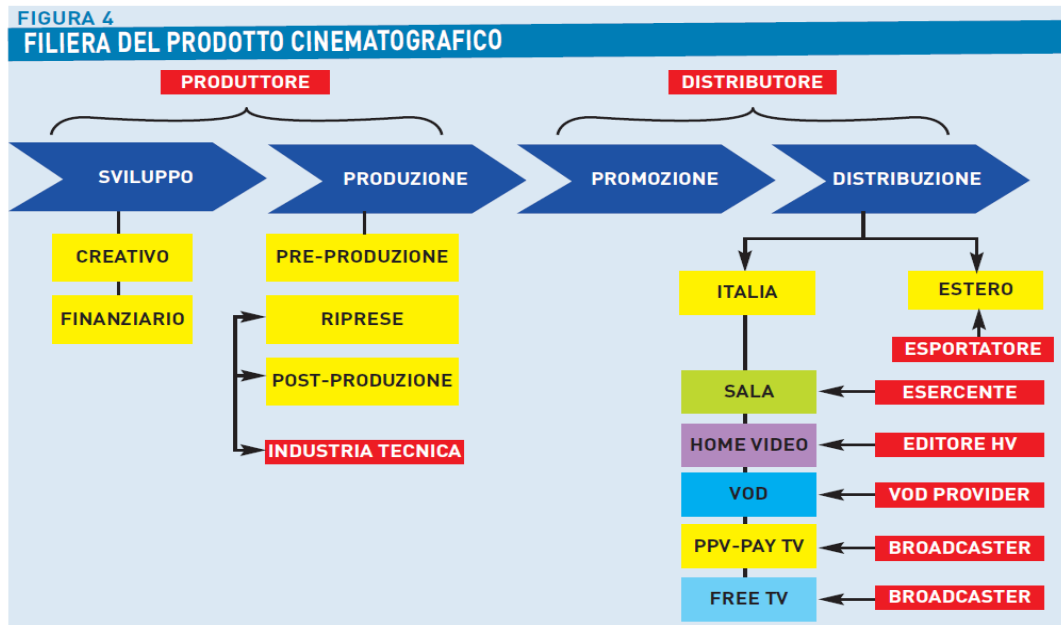 FIGURA 4
FILIERA DEL PRODOTTO CINEMATOGRAFICO
PRODUTTORE
DISTRIBUTORE
SVILUPPO
PRODUZIONE
PROMOZIONE
DISTRIBUZIONE
CREATIVO
FINANZIARIO
PRE-PRODUZIONE
RIPRESE
POST-PRODUZIONE
INDUSTRIA TECNICA
ITALIA
ESTERO
ESPORTATORE
SALA
ESERCENTE
HOME VIDEO
EDITORE HV
VOD
VOD PROVIDER
PPV-PAY TV
BROADCASTER
FREE TV
BROADCASTER